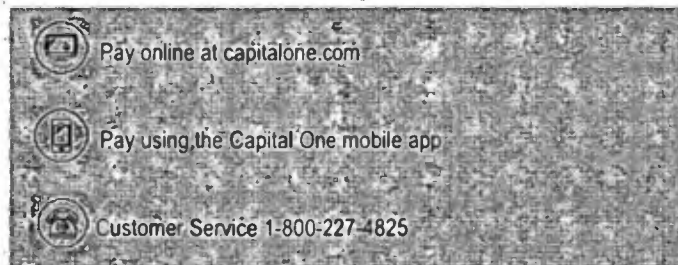 Pay online at capitalone.com
Pay using the Capital One mobile app
Customer Service 1-800-227-4825